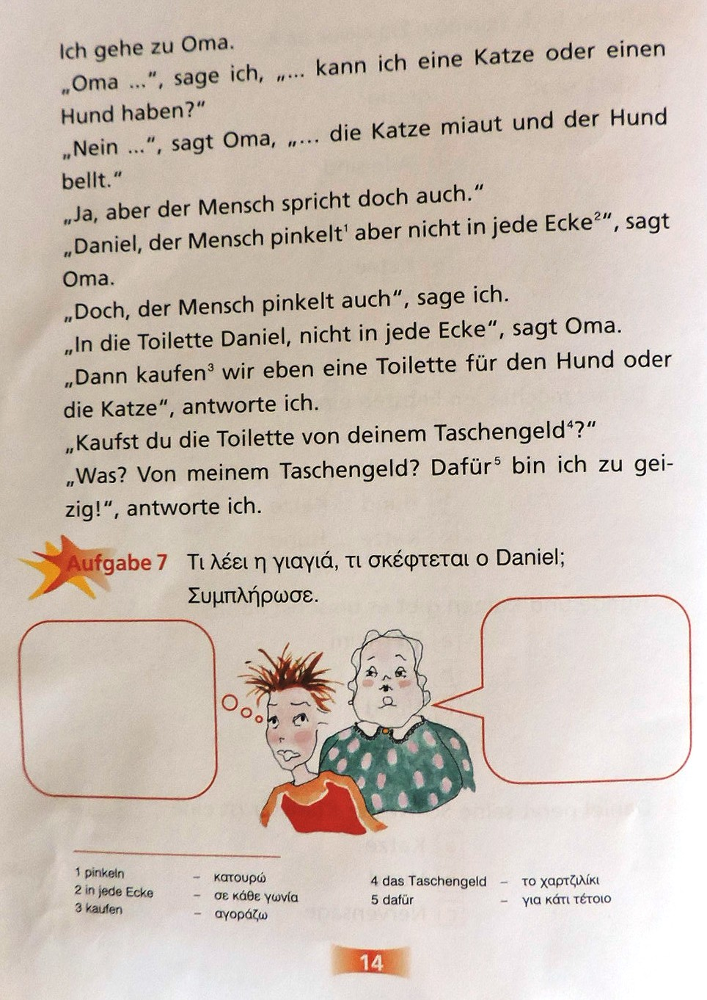 Ich gehe zu Oma.
„Oma ...“, sage ich, „... kann ich eine Katze oder einen
Hund haben?“
„Nein ...“, sagt Oma, „... die Katze miaut und der Hund
bellt.“
„Ja, aber der Mensch spricht doch auch.“
„Daniel, der Mensch pinkelt¹ aber nicht in jede Ecke²“, sagt
Oma.
„Doch, der Mensch pinkelt auch“, sage ich.
„In die Toilette Daniel, nicht in jede Ecke“, sagt Oma.
„Dann kaufen³ wir eben eine Toilette für den Hund oder
die Katze“, antworte ich.
„Kaufst du die Toilette von deinem Taschengeld⁴?“
„Was? Von meinem Taschengeld? Dafür⁵ bin ich zu gei-
zig!“, antworte ich.
Aufgabe 7 Τι λέει η γιαγιά, τι σκέφτεται ο Daniel;
Συμπλήρωσε.
1 pinkeln – κατουρώ
2 in jede Ecke – σε κάθε γωνία
3 kaufen – αγοράζω
4 das Taschengeld – το χαρτζιλίκι
5 dafür – για κάτι τέτοιο
14